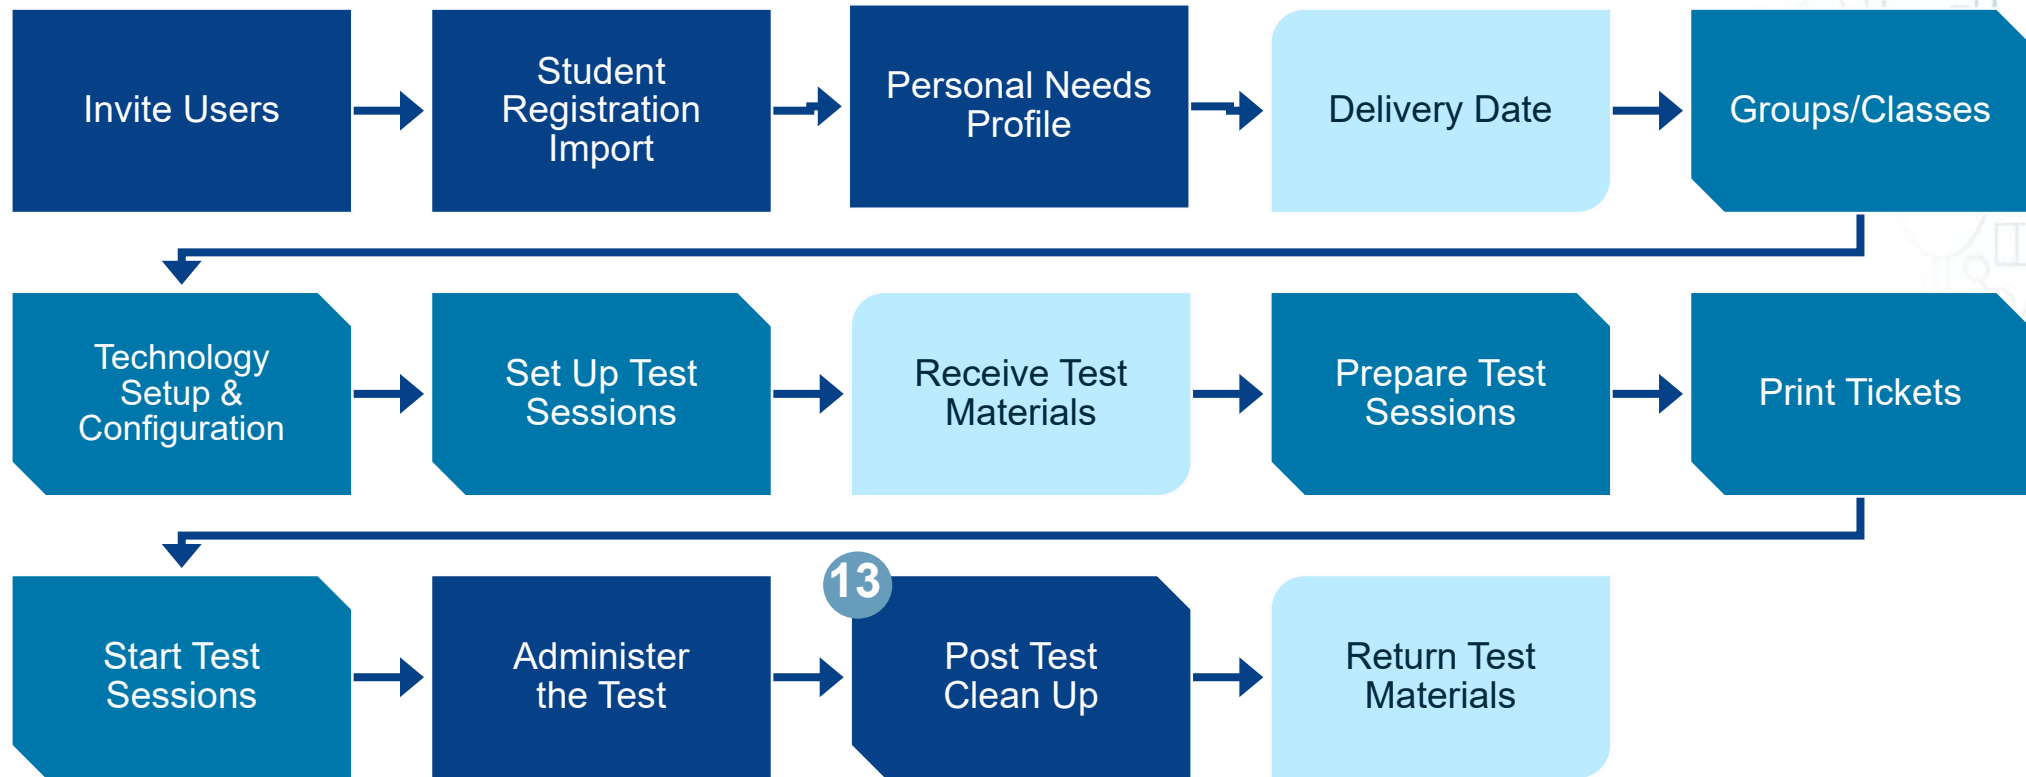 Invite Users
Student
Registration
Import
Personal Needs
Profile
Delivery Date
Groups/Classes
Technology
Setup &
Configuration
Set Up Test
Sessions
Receive Test
Materials
Prepare Test
Sessions
Print Tickets
Start Test
Sessions
Administer
the Test
13
Post Test
Clean Up
Return Test
Materials